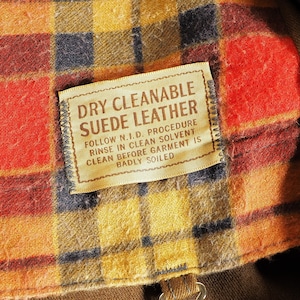 DRY CLEANABLE
SUEDE LEATHER
FOLLOW N.I.D. PROCEDURE
RINSE IN CLEAN SOLVENT
CLEAN BEFORE GARMENT IS
BADLY SOILED